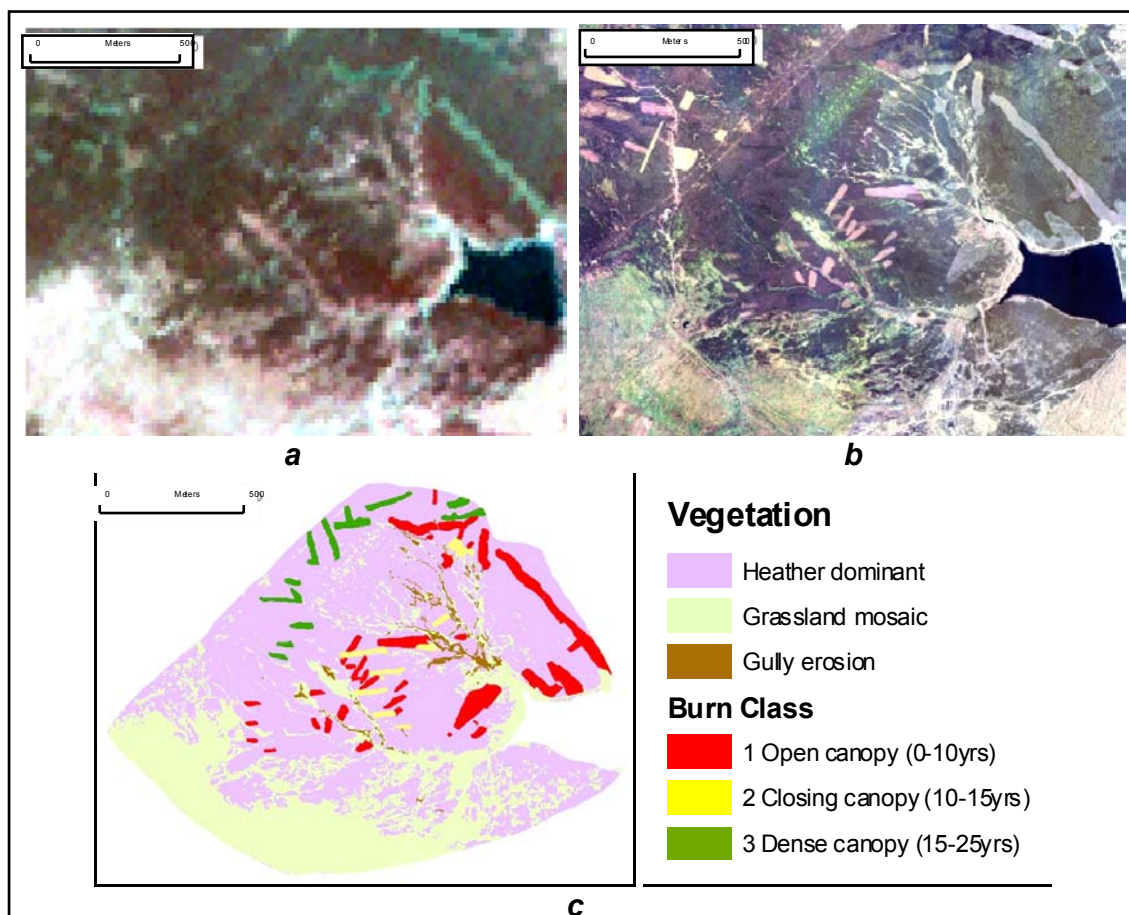 0 Meters 500
0 Meters 500
a
b
0 Meters 500
Vegetation
Heather dominant
Grassland mosaic
Gully erosion
Burn Class
1 Open canopy (0-10yrs)
2 Closing canopy (10-15yrs)
3 Dense canopy (15-25yrs)
c